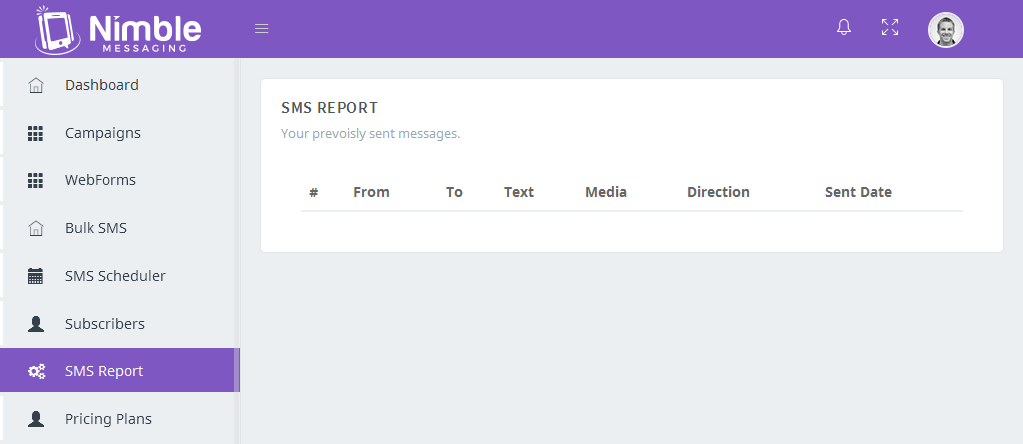 Nimble
MESSAGING
Dashboard
Campaigns
WebForms
Bulk SMS
SMS Scheduler
Subscribers
SMS Report
Pricing Plans
SMS REPORT
Your prevoisly sent messages.
# From To Text Media Direction Sent Date